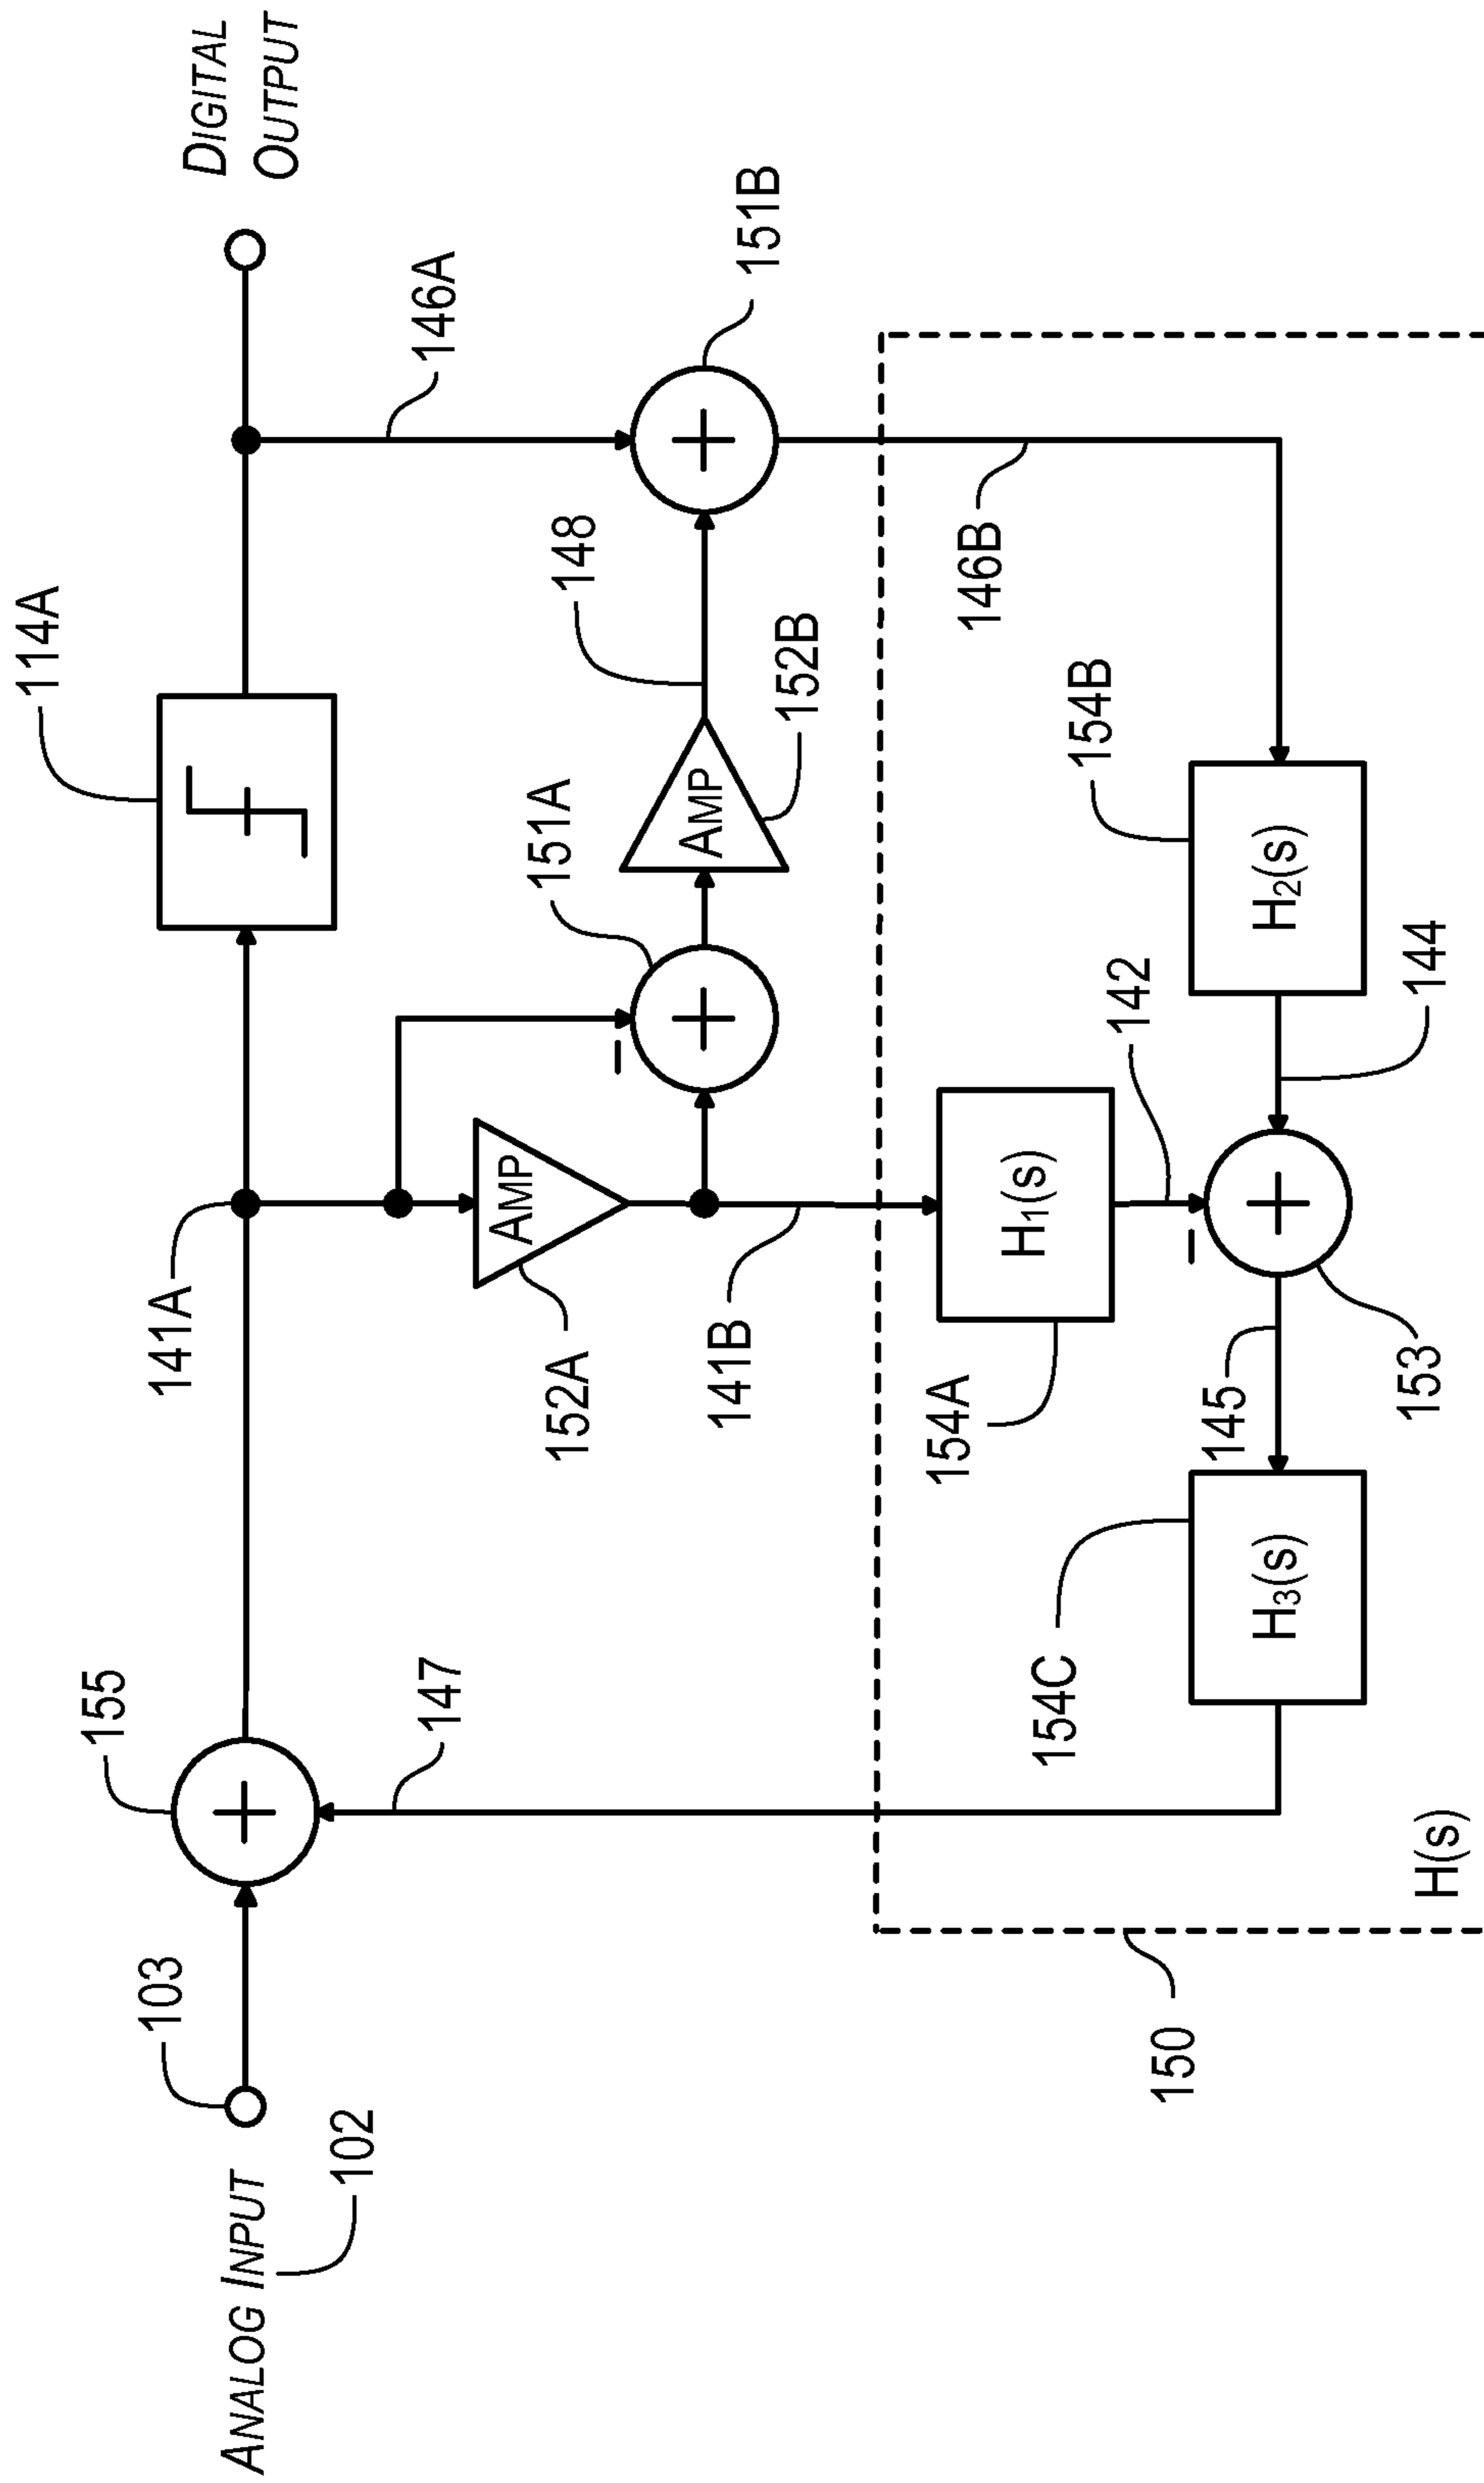 114A
DIGITAL
OUTPUT
155
141A
103
146A
ANALOG INPUT
102
152A
AMP
151A
148
147
AMP
152B
151B
141B
150
154A
H1(s)
142
146B
154C
154B
H3(s)
145
153
144
H2(s)
H(s)